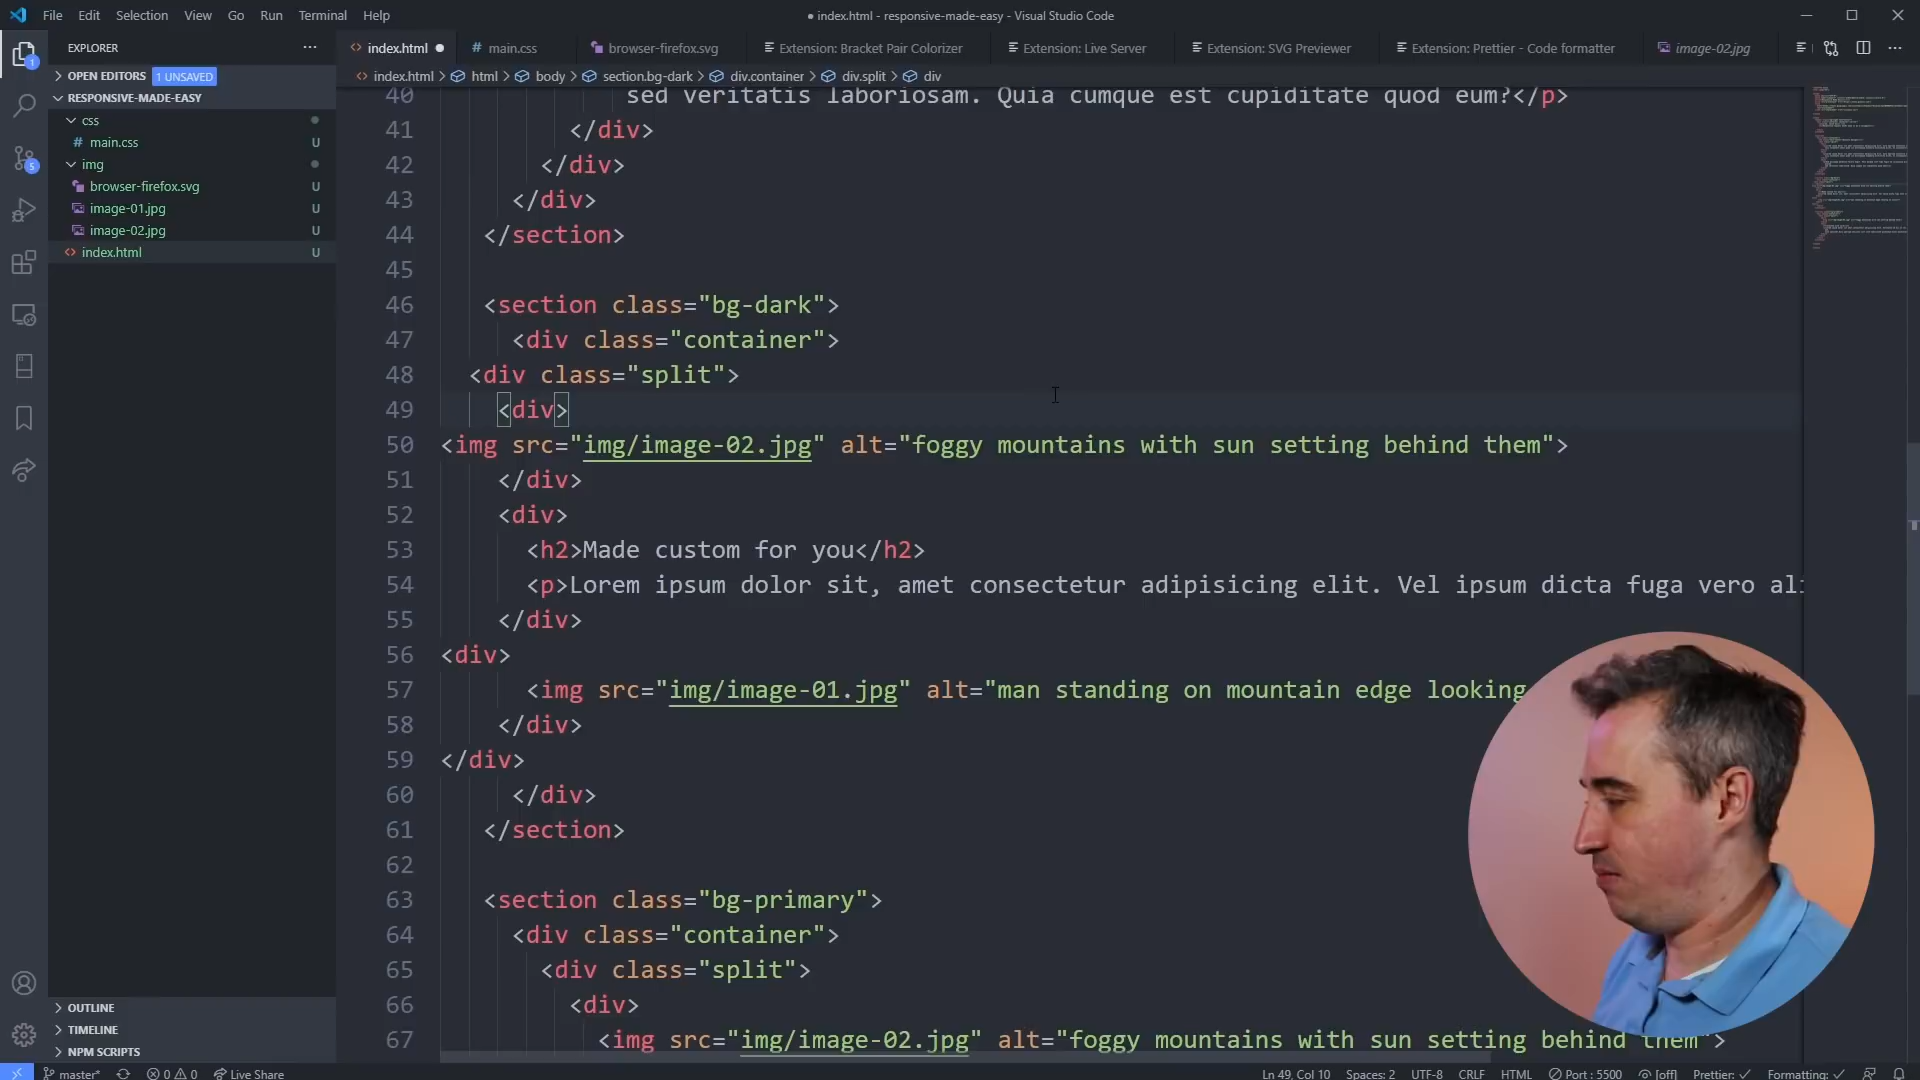 File Edit Selection View Go Run Terminal Help
● index.html - responsive-made-easy - Visual Studio Code
EXPLORER
OPEN EDITORS 1 UNSAVED
RESPONSIVE-MADE-EASY
css
# main.css U
img
browser-firefox.svg U
image-01.jpg U
image-02.jpg U
<> index.html U
OUTLINE
TIMELINE
NPM SCRIPTS
1
5
<> index.html ● # main.css browser-firefox.svg Extension: Bracket Pair Colorizer Extension: Live Server Extension: SVG Previewer Extension: Prettier - Code formatter image-02.jpg
<> index.html > html > body > section.bg-dark > div.container > div.split > div
40 sed veritatis laboriosam. Quia cumque est cupiditate quod eum?</p>
41 </div>
42 </div>
43 </div>
44 </section>
45
46 <section class="bg-dark">
47 <div class="container">
48 <div class="split">
49 <div>
50 <img src="img/image-02.jpg" alt="foggy mountains with sun setting behind them">
51 </div>
52 <div>
53 <h2>Made custom for you</h2>
54 <p>Lorem ipsum dolor sit, amet consectetur adipisicing elit. Vel ipsum dicta fuga vero ali
55 </div>
56 <div>
57 <img src="img/image-01.jpg" alt="man standing on mountain edge looking
58 </div>
59 </div>
60 </div>
61 </section>
62
63 <section class="bg-primary">
64 <div class="container">
65 <div class="split">
66 <div>
67 <img src="img/image-02.jpg" alt="foggy mountains with sun setting behind them">
master* 0 0 Live Share Ln 49, Col 10 Spaces: 2 UTF-8 CRLF HTML Port : 5500 [off] Prettier: ✓ Formatting: ✓